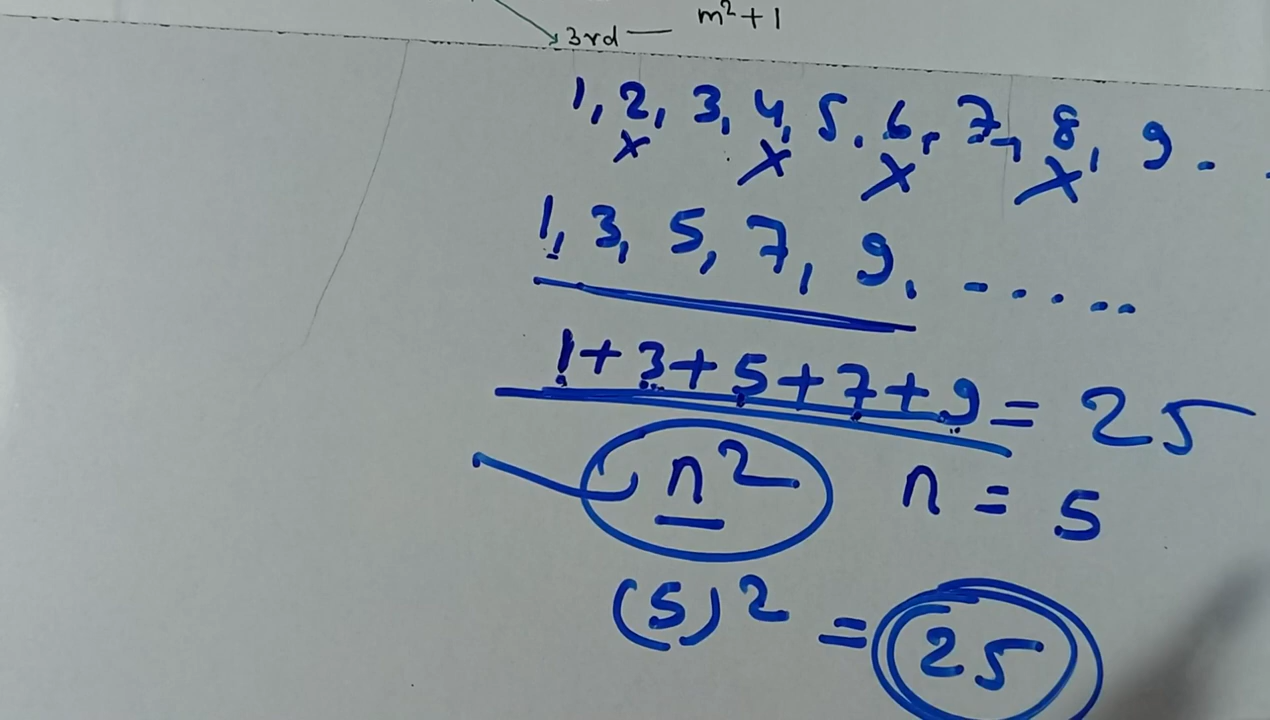 3rd — m²+1
1, 2, 3, 4, 5, 6, 7, 8, 9 - .
x x x x
1, 3, 5, 7, 9, - . . . .
1+3+5+7+9 = 25
n² n = 5
(5)² = 25